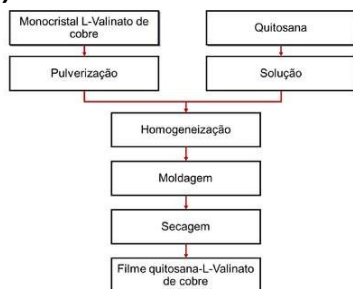 )
Monocristal L-Valinato de
cobre
Quitosana
Pulverização
Solução
Homogeneização
Moldagem
Secagem
Filme quitosana-L-Valinato
de cobre